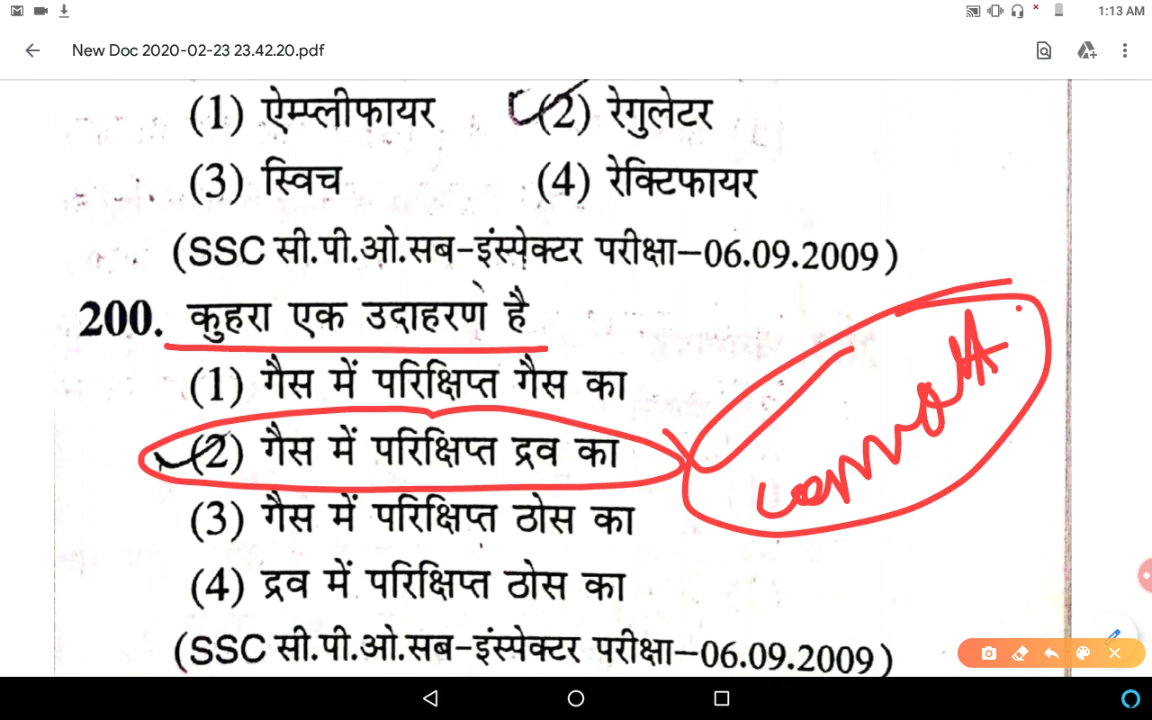 1:13 AM
New Doc 2020-02-23 23.42.20.pdf
(1) ऐम्प्लीफायर (2) रेगुलेटर
(3) स्विच (4) रेक्टिफायर
(SSC सी.पी.ओ.सब-इंस्पेक्टर परीक्षा-06.09.2009)
200. कुहरा एक उदाहरण है
(1) गैस में परिक्षिप्त गैस का
(2) गैस में परिक्षिप्त द्रव का
(3) गैस में परिक्षिप्त ठोस का
(4) द्रव में परिक्षिप्त ठोस का
(SSC सी.पी.ओ.सब-इंस्पेक्टर परीक्षा-06.09.2009)